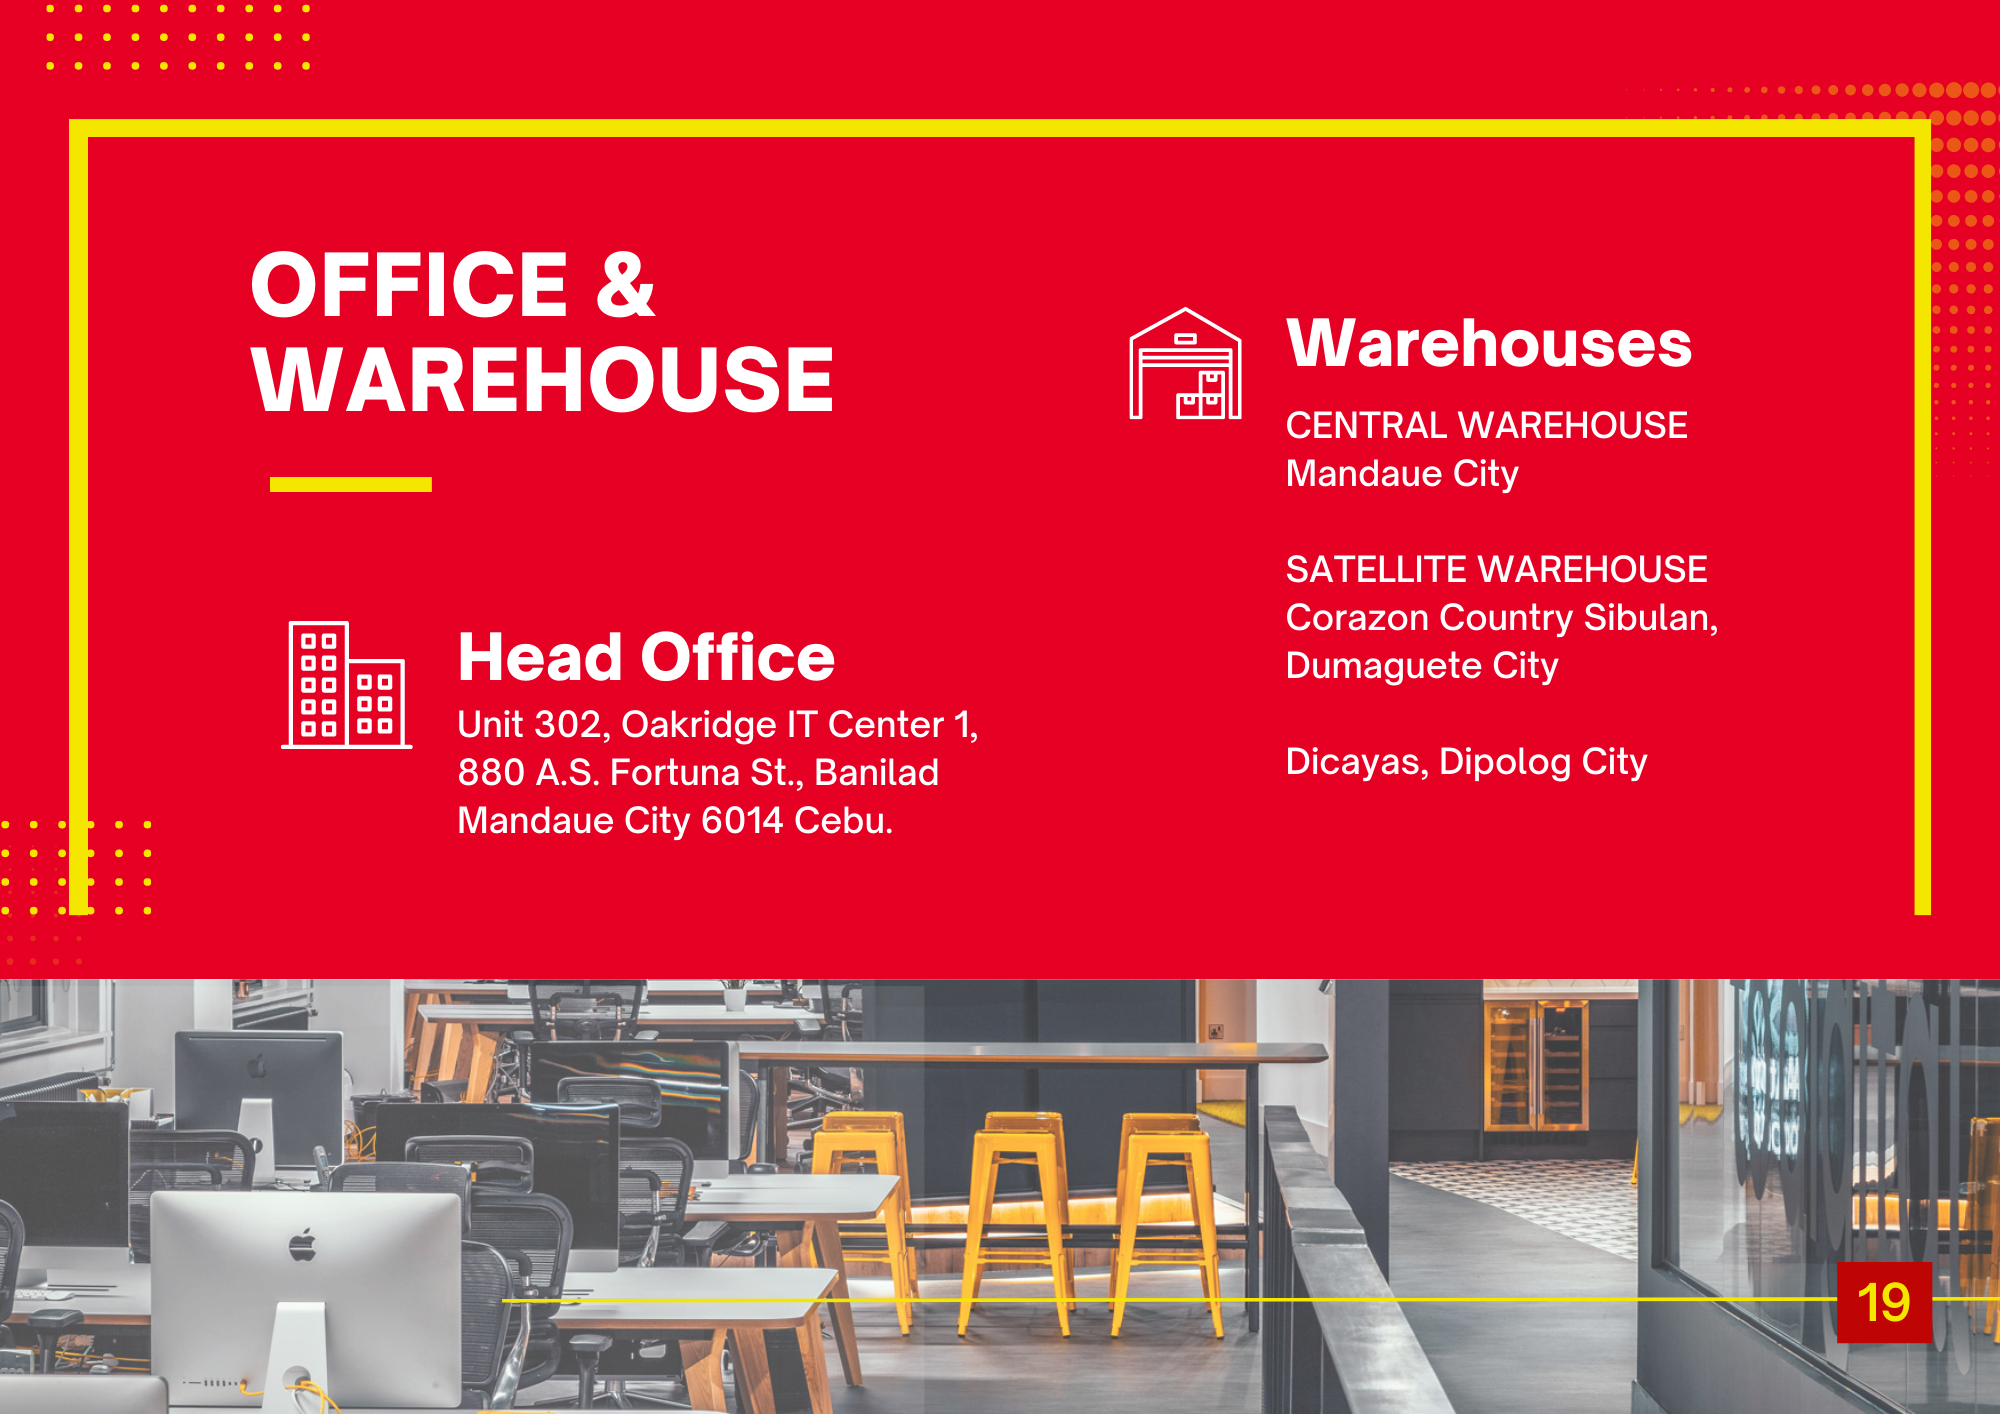 OFFICE &
WAREHOUSE
Head Office
Unit 302, Oakridge IT Center 1,
880 A.S. Fortuna St., Banilad
Mandaue City 6014 Cebu.
Warehouses
CENTRAL WAREHOUSE
Mandaue City
SATELLITE WAREHOUSE
Corazon Country Sibulan,
Dumaguete City
Dicayas, Dipolog City
19